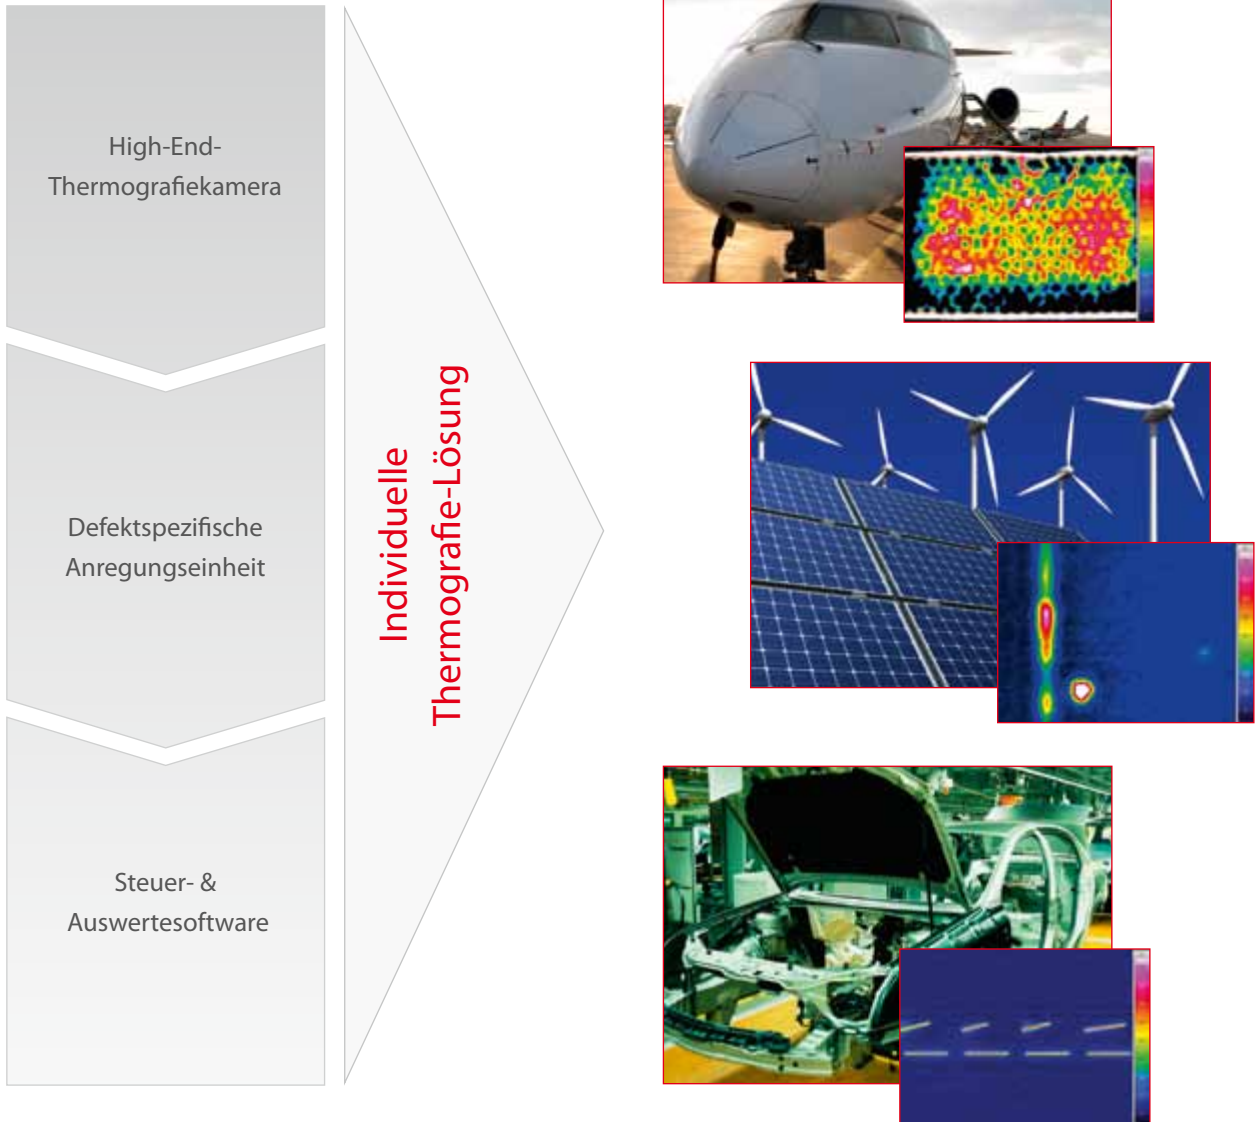 High-End-
Thermografiekamera
Defektspezifische
Anregungseinheit
Steuer- &
Auswertesoftware
Individuelle
Thermografie-Lösung